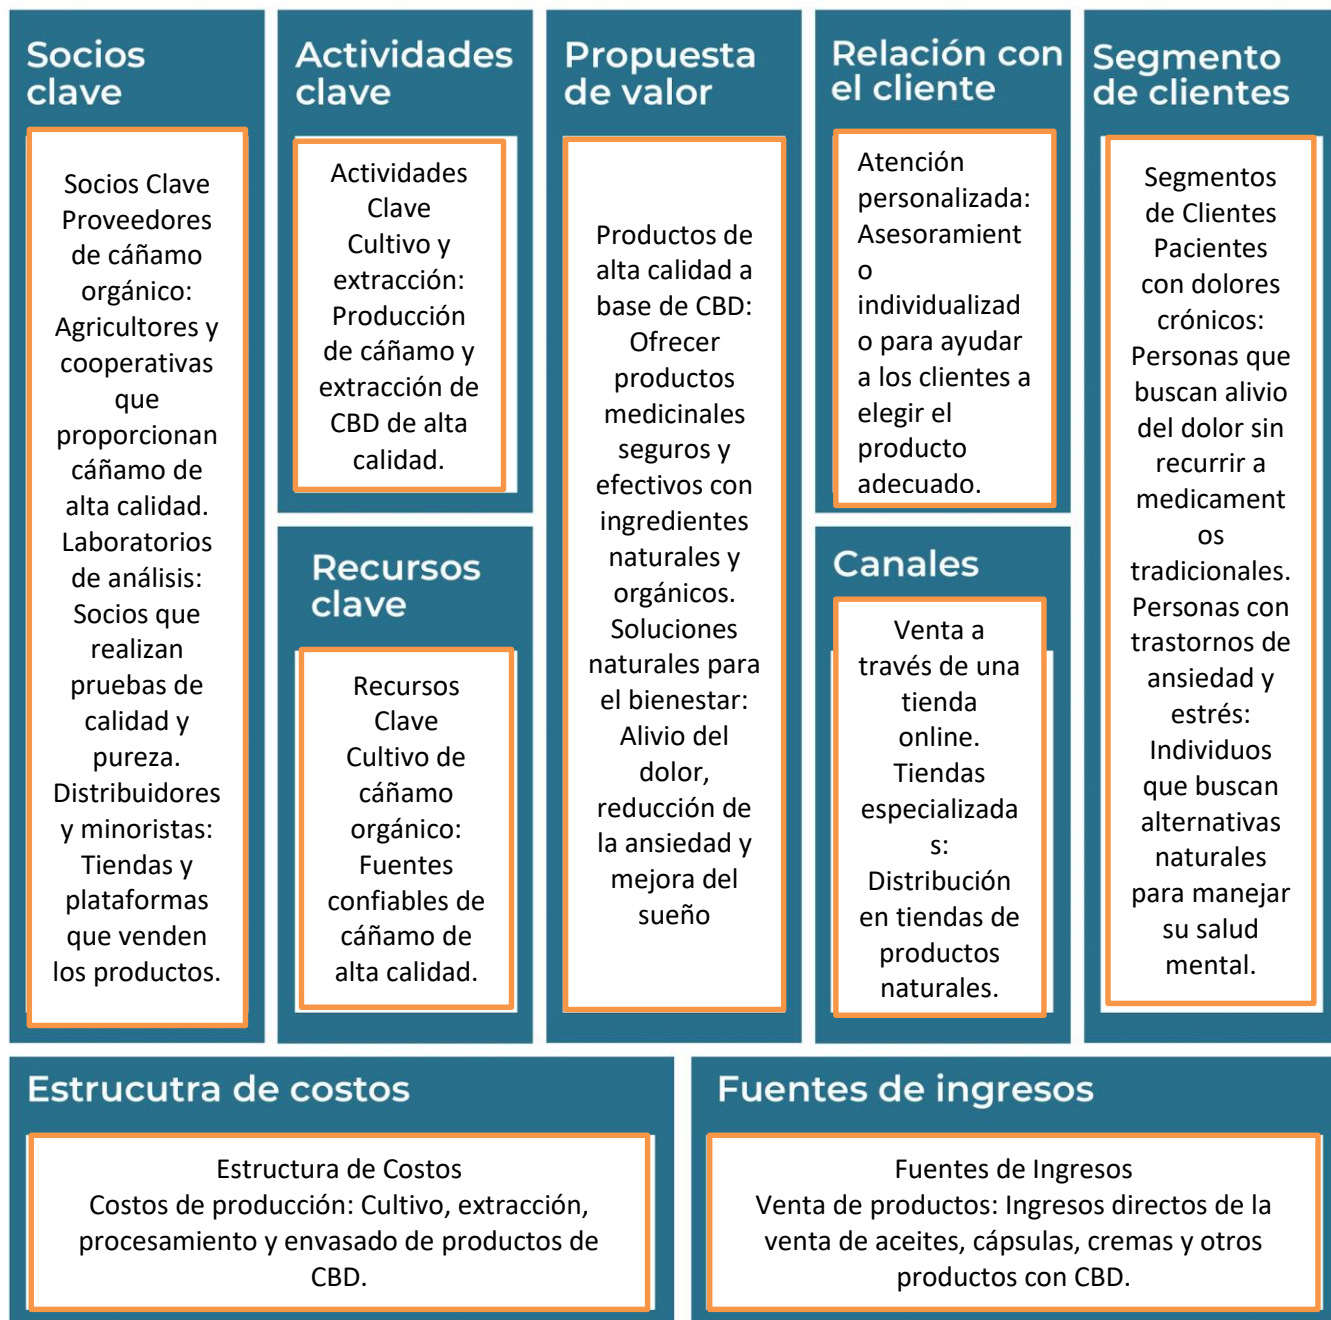 Socios
clave
Socios Clave
Proveedores
de cáñamo
orgánico:
Agricultores y
cooperativas
que
proporcionan
cáñamo de
alta calidad.
Laboratorios
de análisis:
Socios que
realizan
pruebas de
calidad y
pureza.
Distribuidores
y minoristas:
Tiendas y
plataformas
que venden
los productos.
Actividades
clave
Actividades
Clave
Cultivo y
extracción:
Producción
de cáñamo y
extracción de
CBD de alta
calidad.
Recursos
clave
Recursos
Clave
Cultivo de
cáñamo
orgánico:
Fuentes
confiables de
cáñamo de
alta calidad.
Propuesta
de valor
Productos de
alta calidad a
base de CBD:
Ofrecer
productos
medicinales
seguros y
efectivos con
ingredientes
naturales y
orgánicos.
Soluciones
naturales para
el bienestar:
Alivio del
dolor,
reducción de
la ansiedad y
mejora del
sueño
Relación con
el cliente
Atención
personalizada:
Asesoramient
o
individualizad
o para ayudar
a los clientes a
elegir el
producto
adecuado.
Canales
Venta a
través de una
tienda
online.
Tiendas
especializada
s:
Distribución
en tiendas de
productos
naturales.
Segmento
de clientes
Segmentos
de Clientes
Pacientes
con dolores
crónicos:
Personas que
buscan alivio
del dolor sin
recurrir a
medicament
os
tradicionales.
Personas con
trastornos de
ansiedad y
estrés:
Individuos
que buscan
alternativas
naturales
para manejar
su salud
mental.
Estrucutra de costos
Estructura de Costos
Costos de producción: Cultivo, extracción,
procesamiento y envasado de productos de
CBD.
Fuentes de ingresos
Fuentes de Ingresos
Venta de productos: Ingresos directos de la
venta de aceites, cápsulas, cremas y otros
productos con CBD.